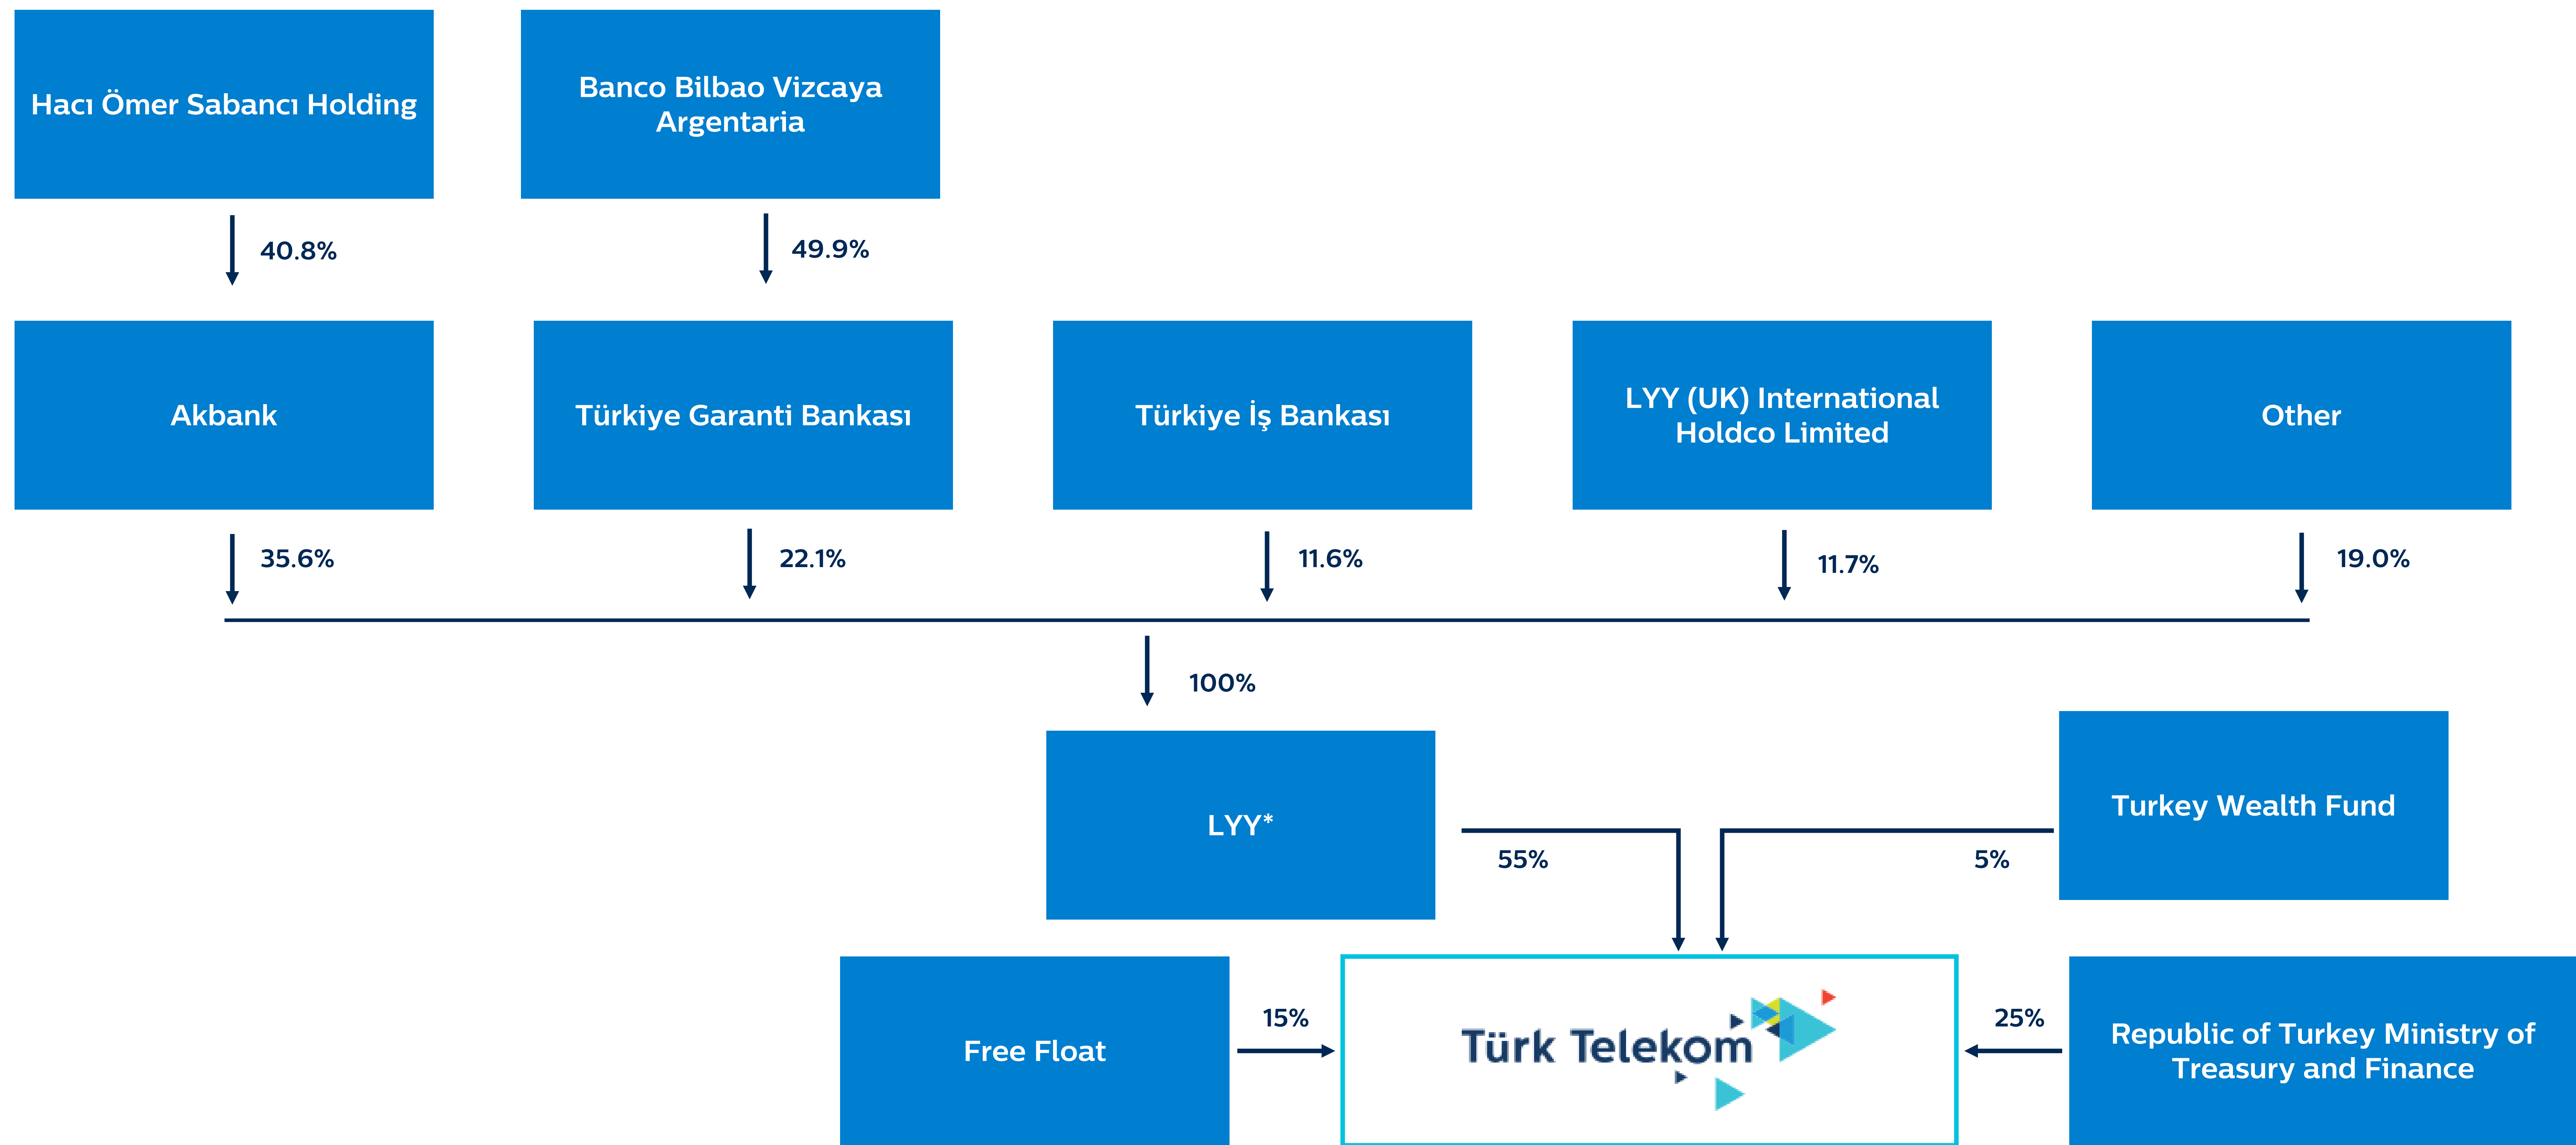 Hacı Ömer Sabancı Holding
Banco Bilbao Vizcaya
Argentaria
40.8%
49.9%
Akbank
Türkiye Garanti Bankası
Türkiye İş Bankası
LYY (UK) International
Holdco Limited
Other
35.6%
22.1%
11.6%
11.7%
19.0%
100%
LYY*
Turkey Wealth Fund
55%
5%
Free Float
15%
Türk Telekom
25%
Republic of Turkey Ministry of
Treasury and Finance